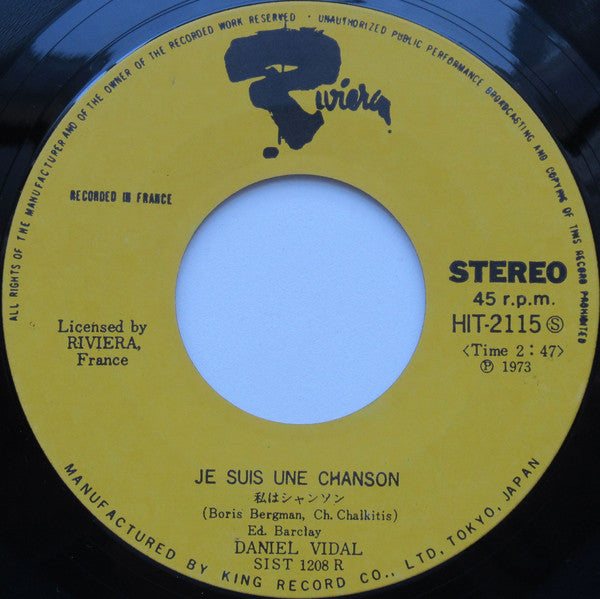 ALL RIGHTS OF THE MANUFACTURER AND OF THE OWNER OF THE RECORDED WORK RESERVED · UNAUTHORIZED PUBLIC PERFORMANCE BROADCASTING AND COPYING OF THIS RECORD PROHIBITED
Riviera
RECORDED IN FRANCE
STEREO
45 r.p.m.
HIT-2115 Ⓢ
<Time 2:47>
Ⓟ 1973
Licensed by
RIVIERA,
France
JE SUIS UNE CHANSON
私はシャンソン
(Boris Bergman, Ch. Chalkitis)
Ed. Barclay
DANIEL VIDAL
SIST 1208 R
MANUFACTURED BY KING RECORD CO., LTD, TOKYO, JAPAN